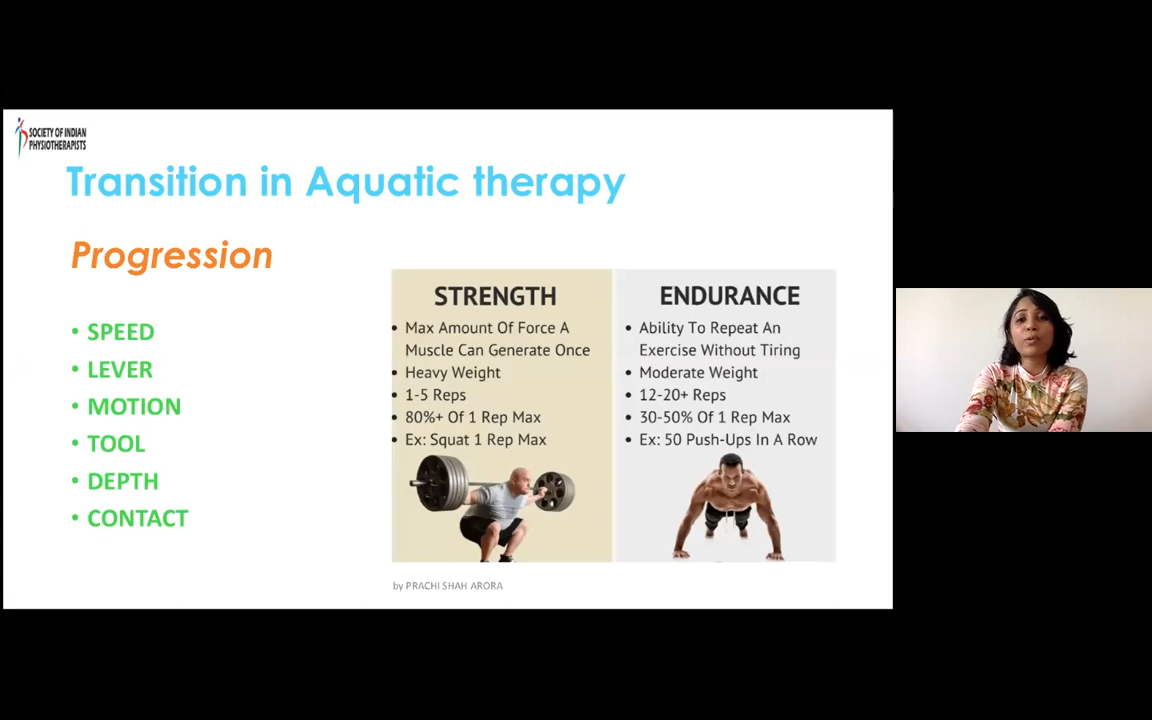 SOCIETY OF INDIAN
PHYSIOTHERAPISTS
Transition in Aquatic therapy
Progression
• SPEED
• LEVER
• MOTION
• TOOL
• DEPTH
• CONTACT
STRENGTH
• Max Amount Of Force A
Muscle Can Generate Once
• Heavy Weight
• 1-5 Reps
• 80%+ Of 1 Rep Max
• Ex: Squat 1 Rep Max
ENDURANCE
• Ability To Repeat An
Exercise Without Tiring
• Moderate Weight
• 12-20+ Reps
• 30-50% Of 1 Rep Max
• Ex: 50 Push-Ups In A Row
by PRACHI SHAH ARORA